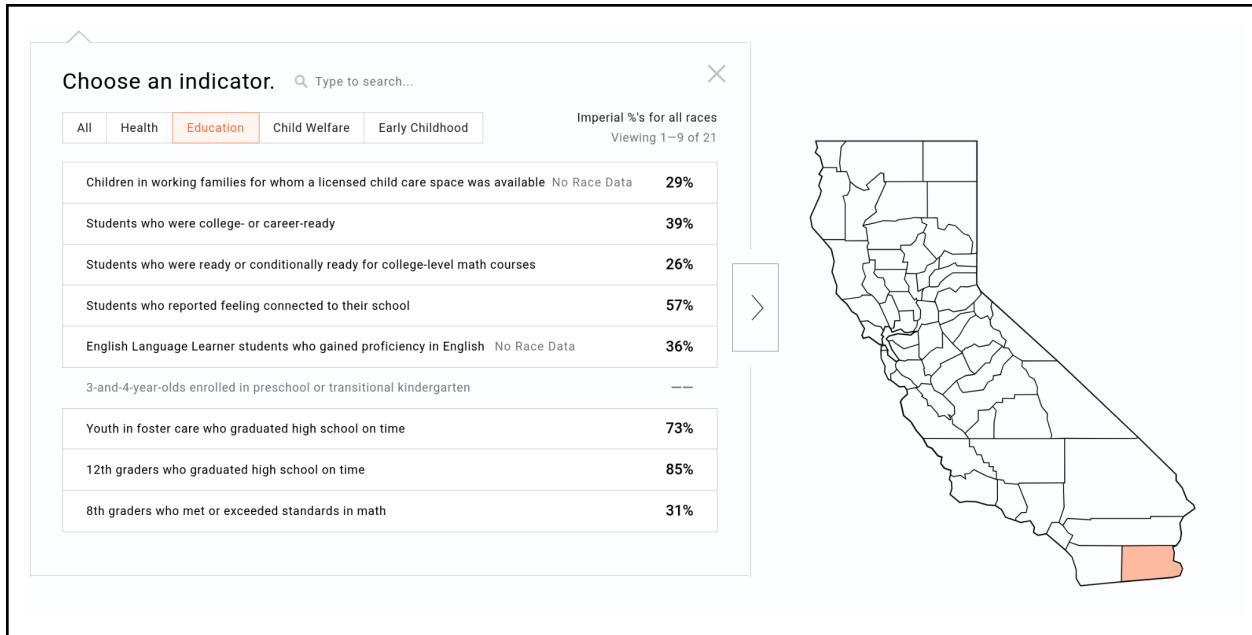 Choose an indicator.
Type to search...
All Health Education Child Welfare Early Childhood
Imperial %'s for all races
Viewing 1—9 of 21
Children in working families for whom a licensed child care space was available No Race Data 29%
Students who were college- or career-ready 39%
Students who were ready or conditionally ready for college-level math courses 26%
Students who reported feeling connected to their school 57%
English Language Learner students who gained proficiency in English No Race Data 36%
3-and-4-year-olds enrolled in preschool or transitional kindergarten ——
Youth in foster care who graduated high school on time 73%
12th graders who graduated high school on time 85%
8th graders who met or exceeded standards in math 31%